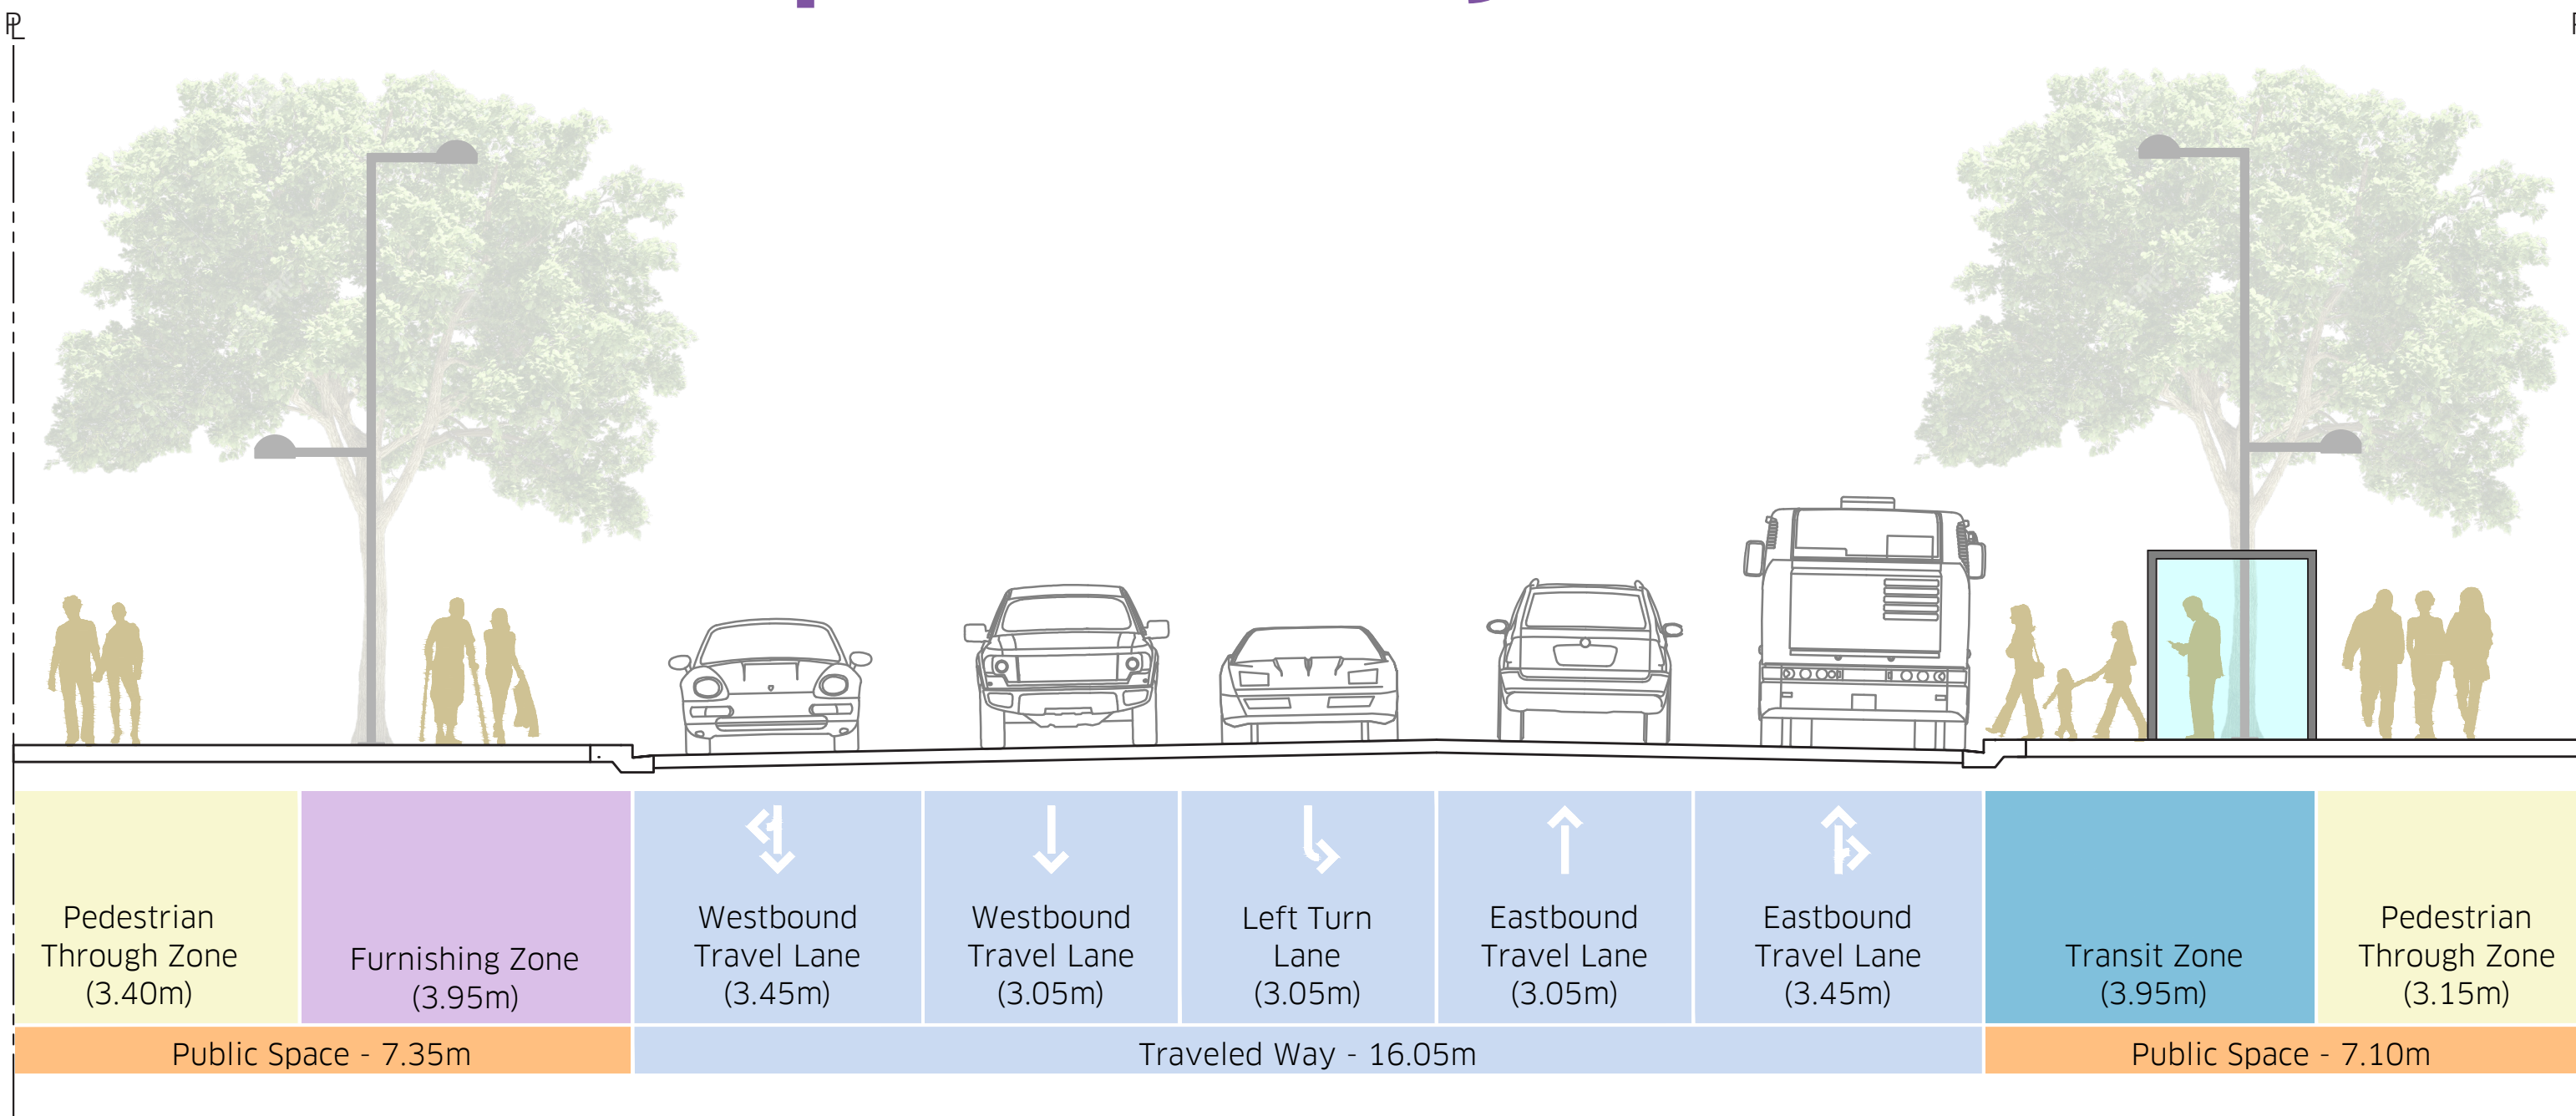 PL
Pedestrian
Through Zone
(3.40m)
Furnishing Zone
(3.95m)
Westbound
Travel Lane
(3.45m)
Westbound
Travel Lane
(3.05m)
Left Turn
Lane
(3.05m)
Eastbound
Travel Lane
(3.05m)
Eastbound
Travel Lane
(3.45m)
Transit Zone
(3.95m)
Pedestrian
Through Zone
(3.15m)
Public Space - 7.35m
Traveled Way - 16.05m
Public Space - 7.10m